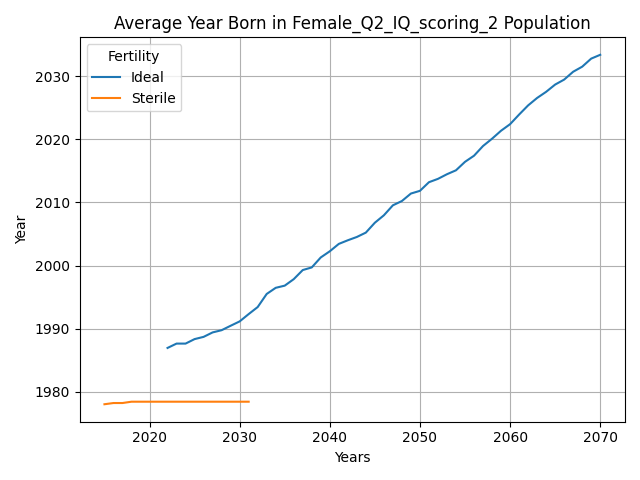 Average Year Born in Female_Q2_IQ_scoring_2 Population
Fertility
Ideal
Sterile
Year
2030
2020
2010
2000
1990
1980
2020 2030 2040 2050 2060 2070
Years